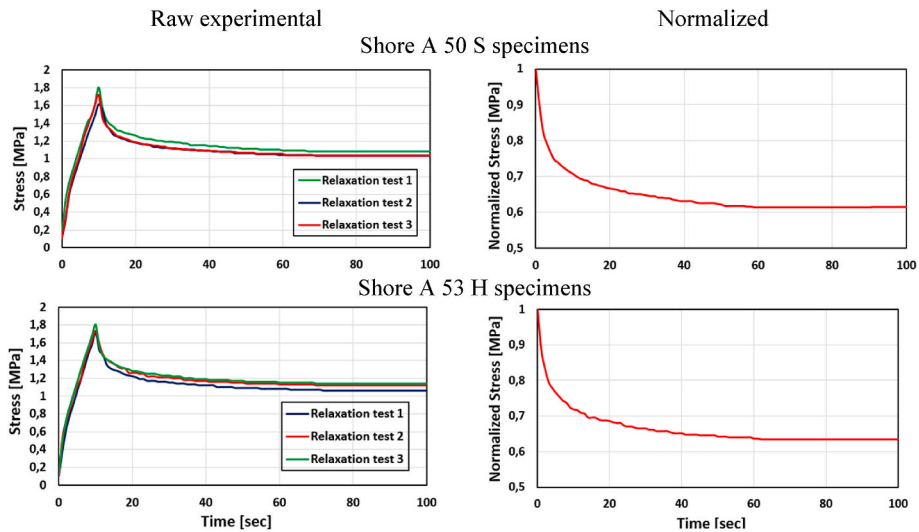 Raw experimental
Normalized
Shore A 50 S specimens
Stress [MPa]
2
1,8
1,6
1,4
1,2
1
0,8
0,6
0,4
0,2
0
0 20 40 60 80 100
Relaxation test 1
Relaxation test 2
Relaxation test 3
Normalized Stress [MPa]
1
0,9
0,8
0,7
0,6
0,5
0 20 40 60 80 100
Shore A 53 H specimens
Stress [MPa]
2
1,8
1,6
1,4
1,2
1
0,8
0,6
0,4
0,2
0
0 20 40 60 80 100
Time [sec]
Relaxation test 1
Relaxation test 2
Relaxation test 3
Normalized Stress [MPa]
1
0,9
0,8
0,7
0,6
0,5
0 20 40 60 80 100
Time [sec]